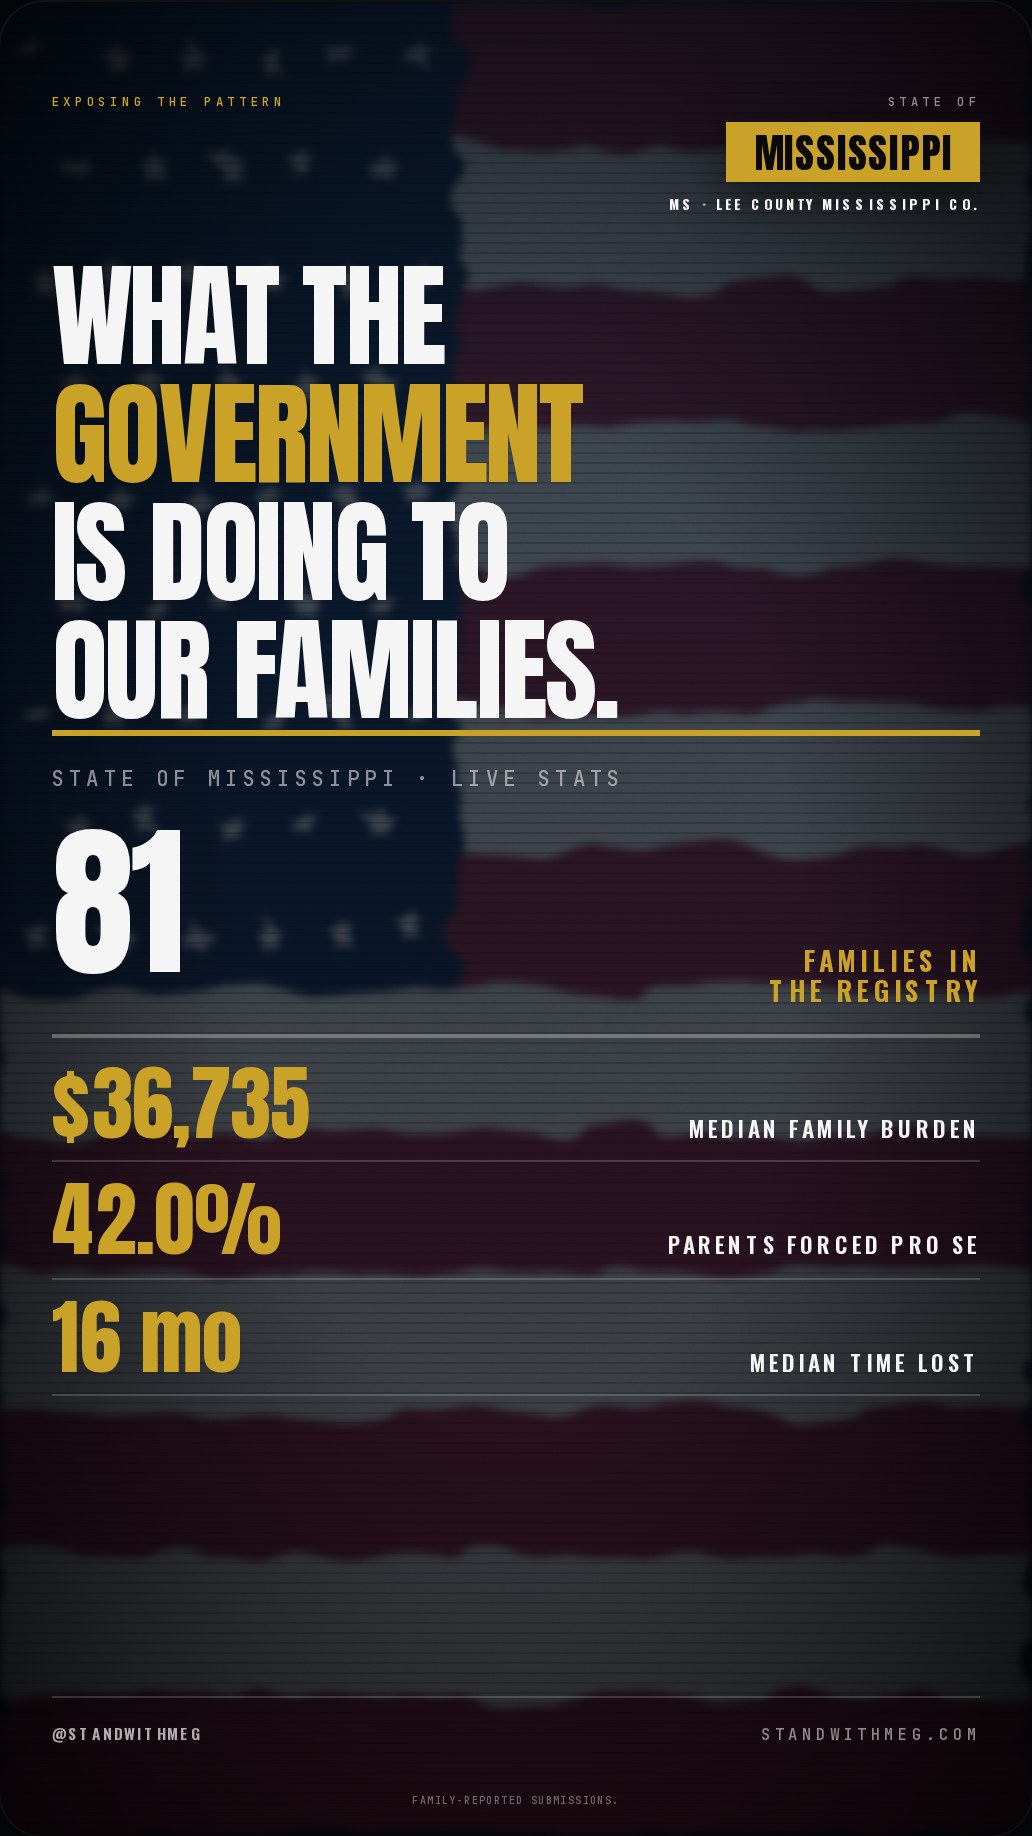 EXPOSING THE PATTERN
STATE OF
MISSISSIPPI
MS · LEE COUNTY MISSISSIPPI CO.
WHAT THE
GOVERNMENT
IS DOING TO
OUR FAMILIES.
STATE OF MISSISSIPPI · LIVE STATS
81
FAMILIES IN
THE REGISTRY
$36,735
MEDIAN FAMILY BURDEN
42.0%
PARENTS FORCED PRO SE
16 mo
MEDIAN TIME LOST
@STANDWITHMEG
STANDWITHMEG.COM
FAMILY-REPORTED SUBMISSIONS.